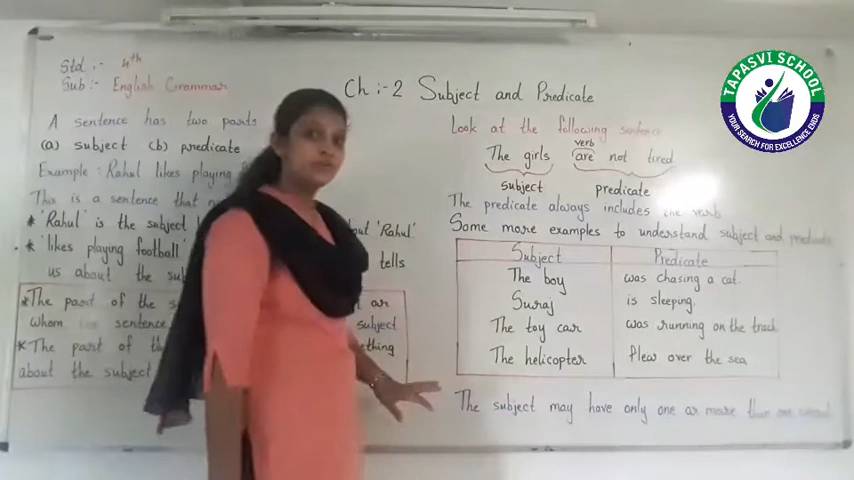 Std :- 4th
Sub :- English Grammar
Ch :- 2 Subject and Predicate
A sentence has two parts
(a) subject (b) predicate
Example : Rahul likes playing
This is a sentence that
* 'Rahul' is the subject
'Rahul'
* 'likes playing football' tells
us about the
* The part of the
or
whom sentence subject
* The part of
about the subject
Look at the following sentence
verb
The girls are not tired
subject predicate
The predicate always includes the verb
Some more examples to understand subject and predicate
Subject Predicate
The boy was chasing a cat.
Suraj is sleeping.
The toy car was running on the track
The helicopter flew over the sea
The subject may have only one or more than one word
TAPASVI SCHOOL
YOUR SEARCH FOR EXCELLENCE ENDS